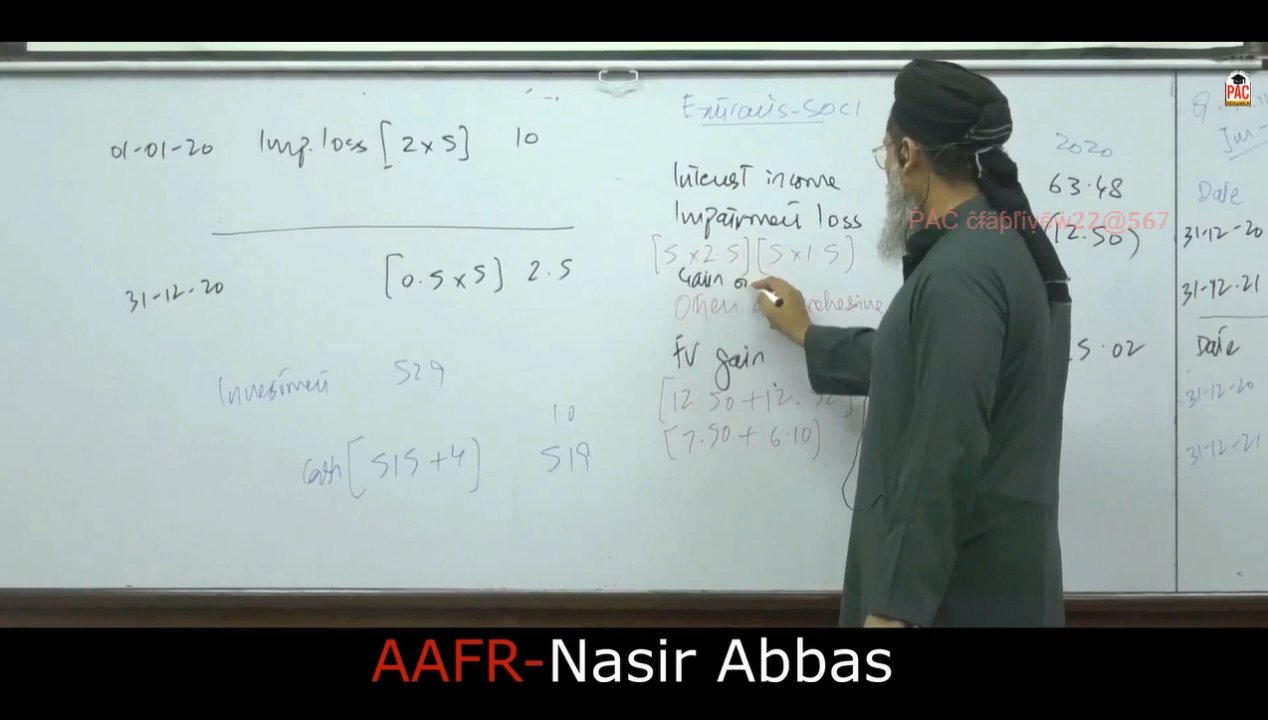 01-01-20 Imp. loss [2 x 5] 10
31-12-20 [0.5 x 5] 2.5
Investment 529
10
Cash [515 + 4] 519
Extracts-SOCI
2020
Interest income 63.48
Impairment loss (12.50)
[5 x 2.5] [5 x 1.5]
Gain o
Other
FV gain 5.02
[12.50 + 12.
[7.50 + 6.10]
Date
31-12-20
31-12-21
Date
31-12-20
31-12-21
PAC
AAFR-Nasir Abbas